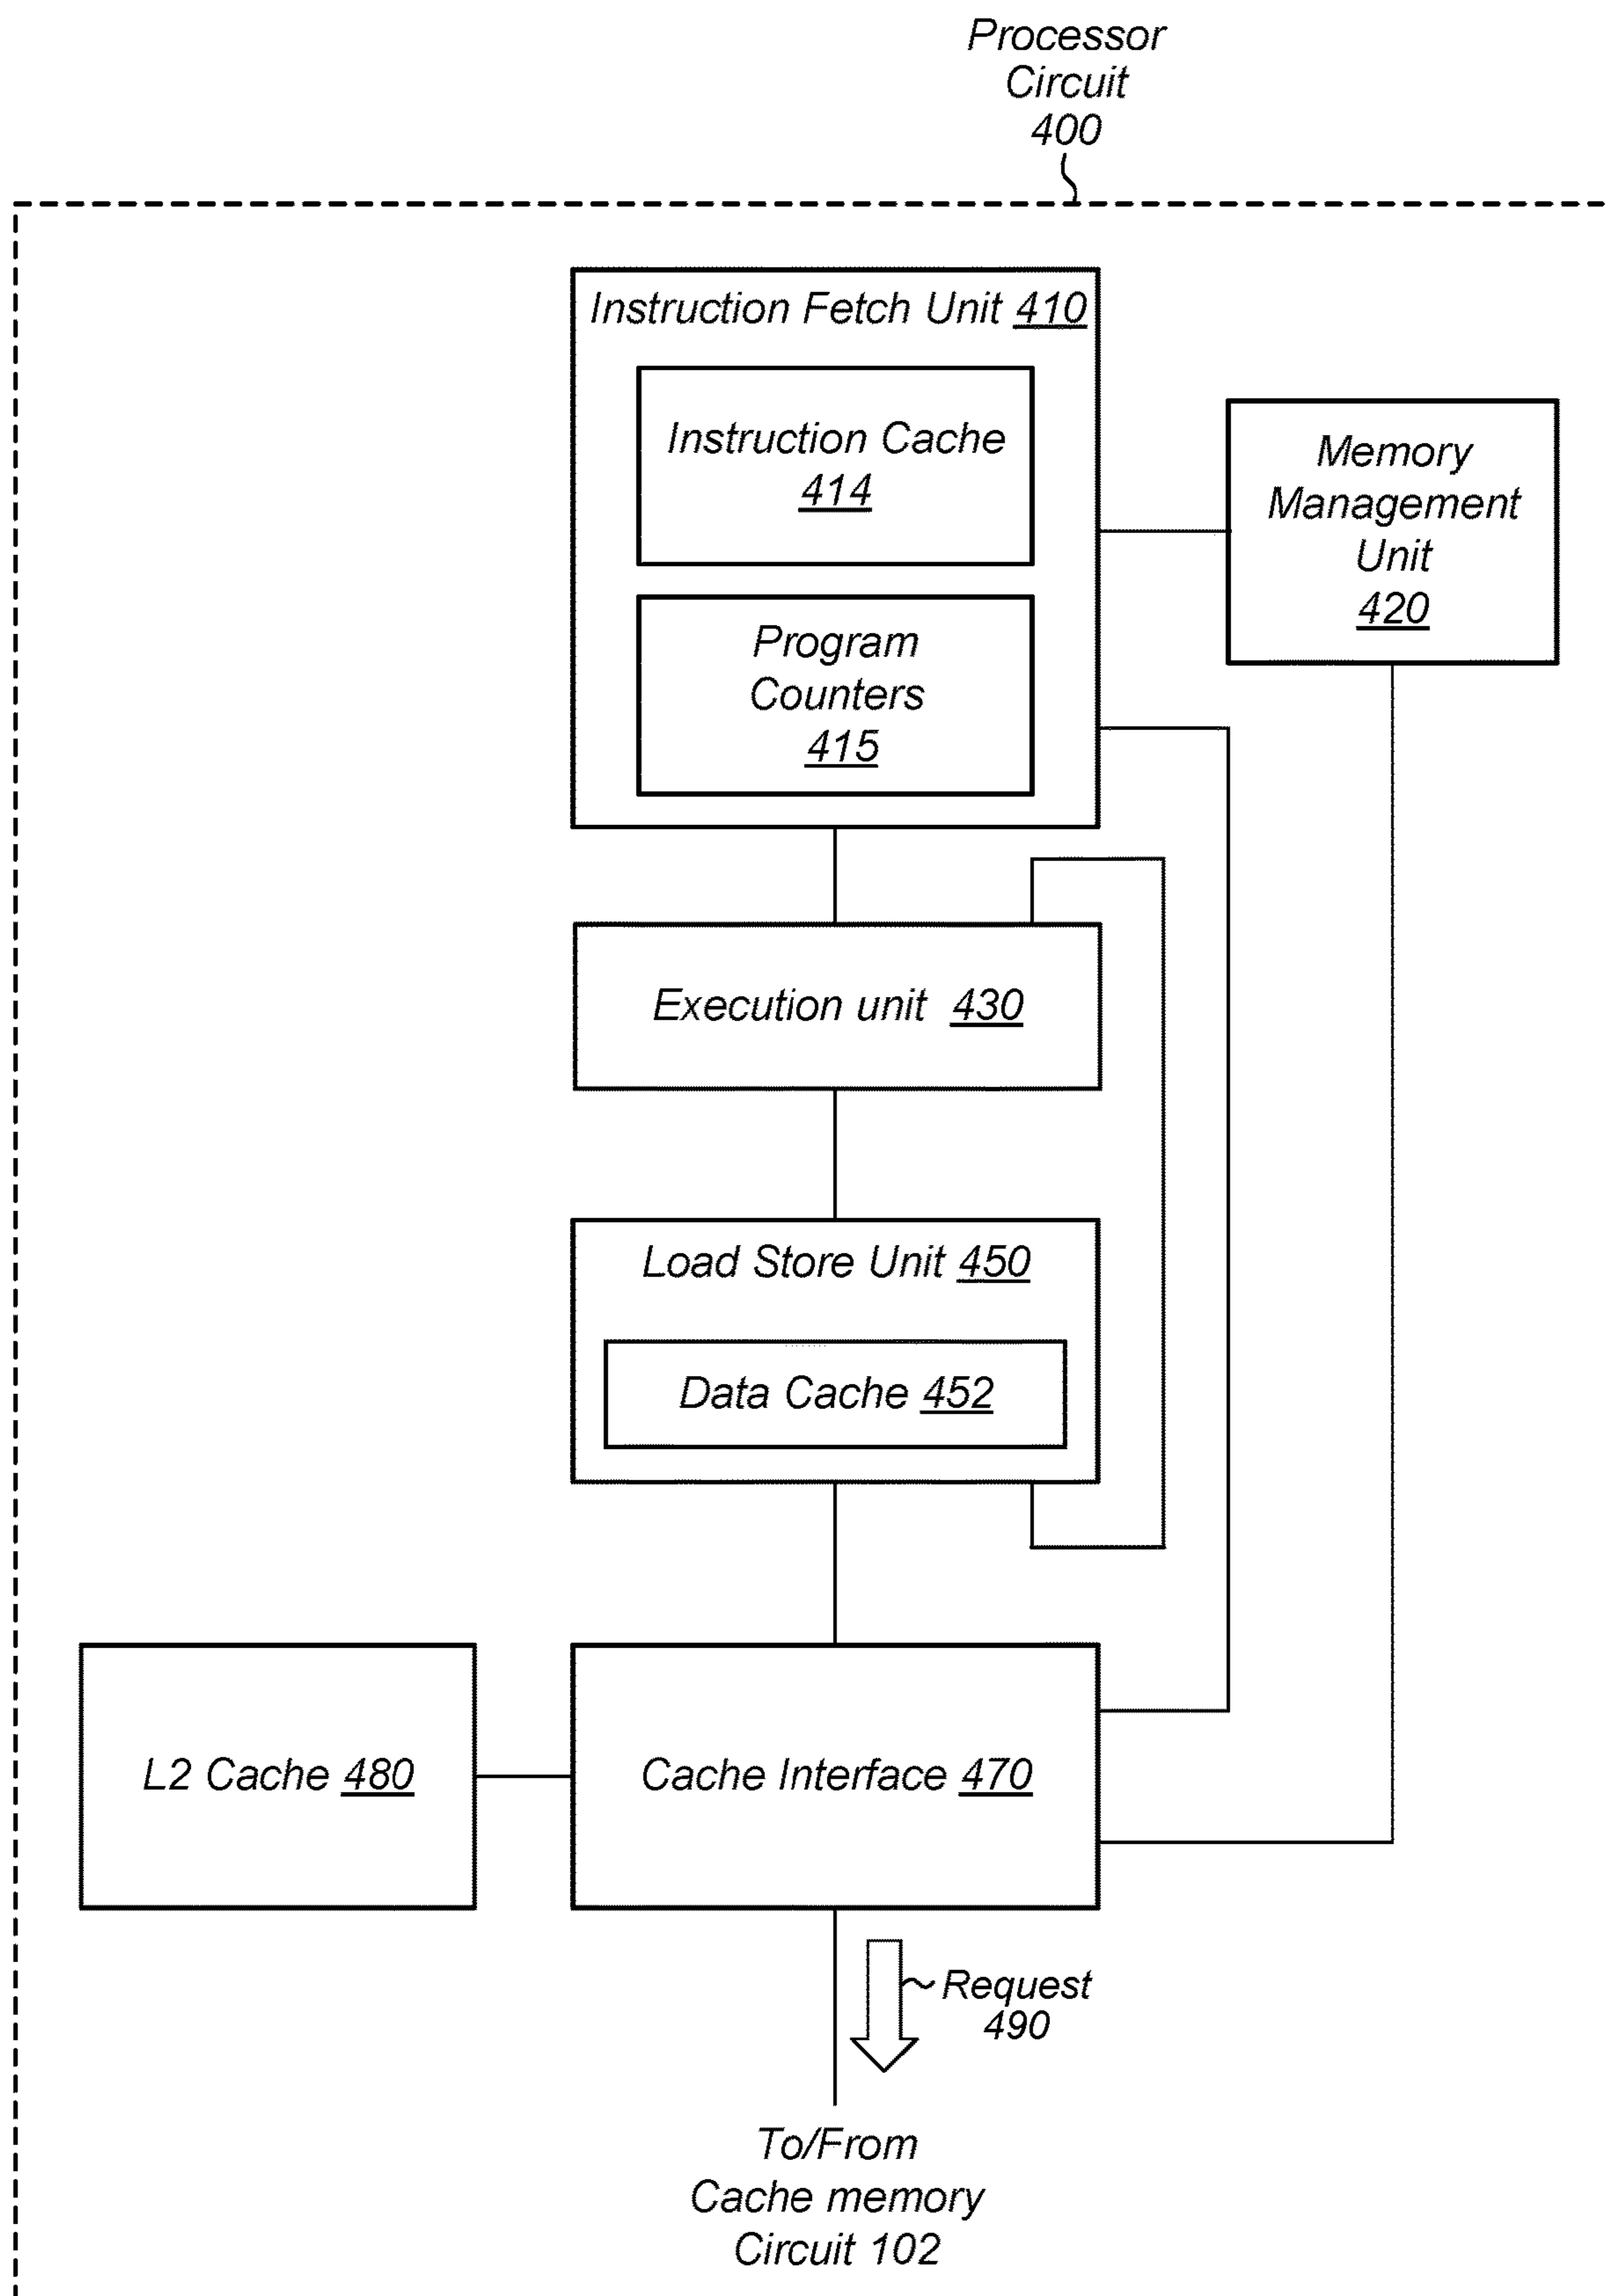 Processor
Circuit
400
Instruction Fetch Unit 410
Instruction Cache
414
Memory
Management
Unit
420
Program
Counters
415
Execution unit 430
Load Store Unit 450
Data Cache 452
L2 Cache 480
Cache Interface 470
Request
490
To/From
Cache memory
Circuit 102